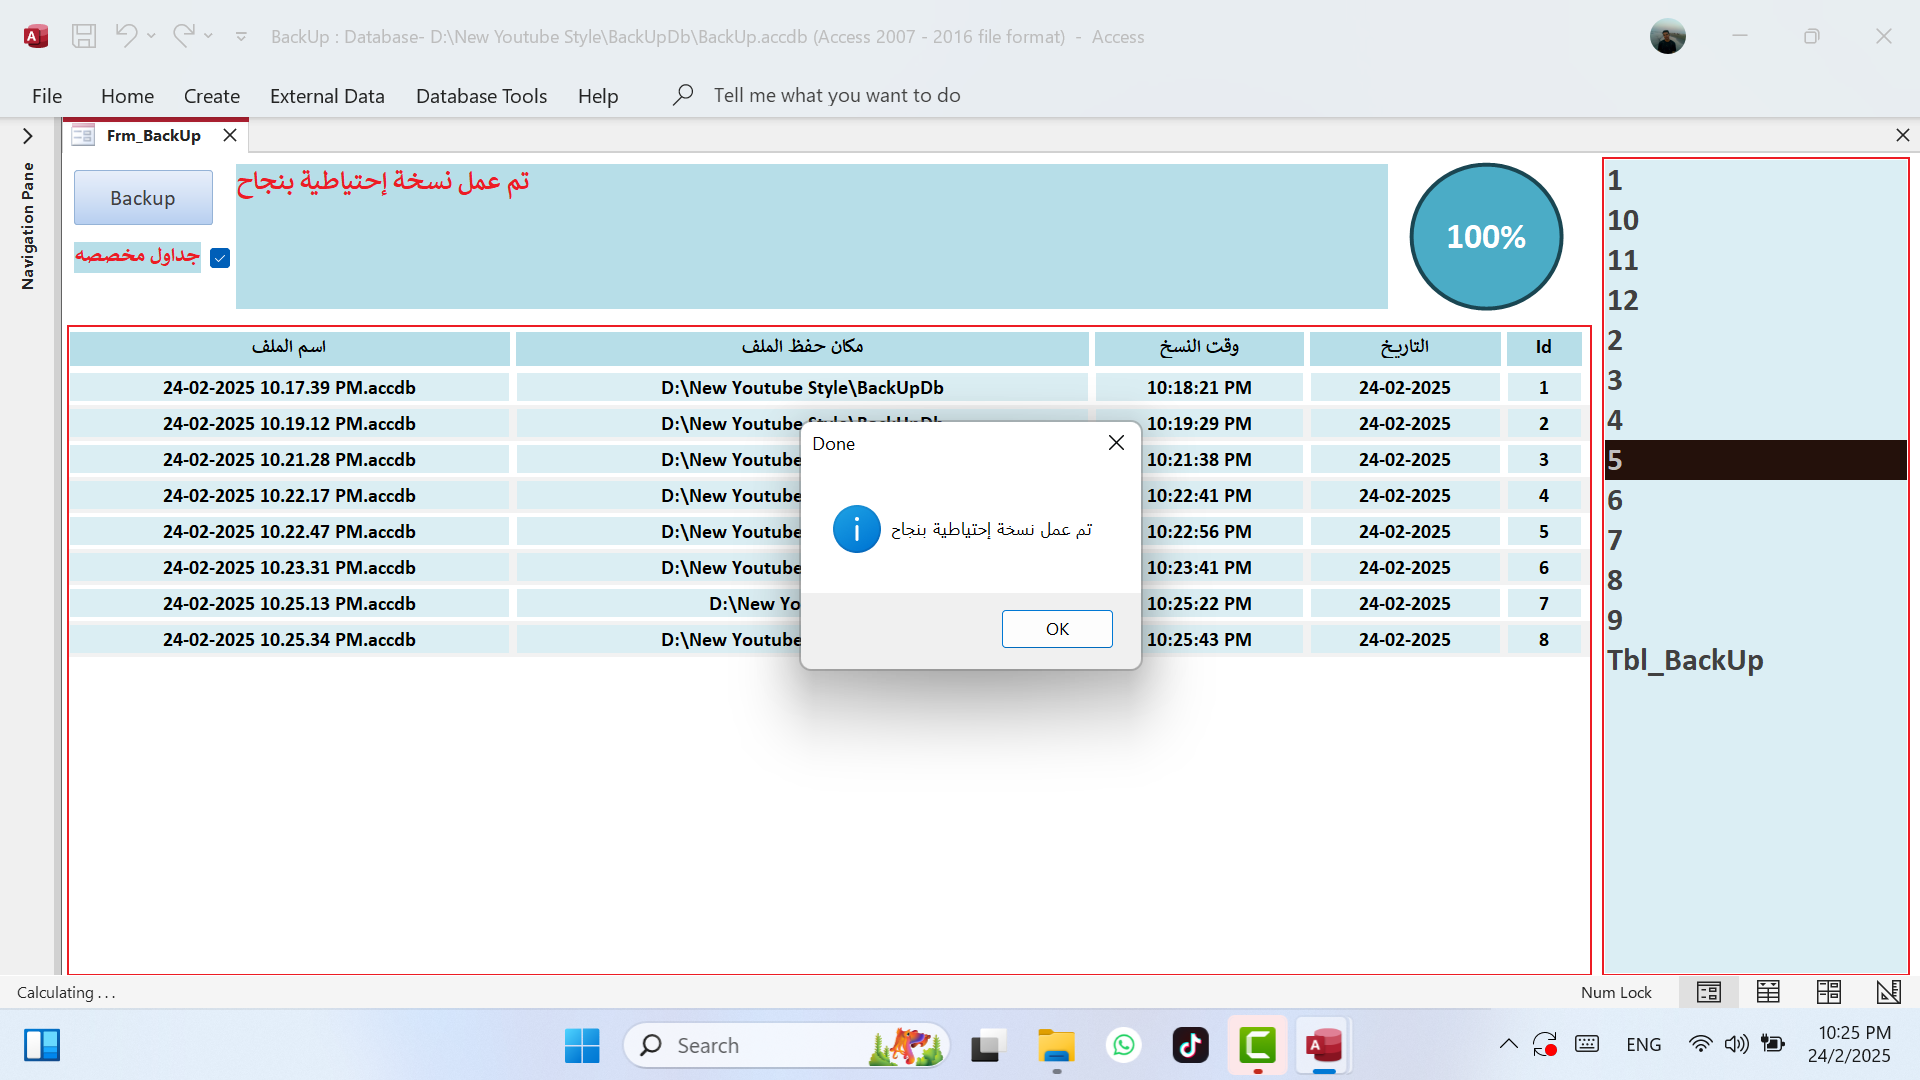 BackUp : Database- D:\New Youtube Style\BackUpDb\BackUp.accdb (Access 2007 - 2016 file format)  -  Access
File Home Create External Data Database Tools Help Tell me what you want to do
Frm_BackUp
Navigation Pane
Backup
تم عمل نسخة إحتياطية بنجاح
جداول مخصصه
100%
اسم الملف مكان حفظ الملف وقت النسخ التاريخ Id
24-02-2025 10.17.39 PM.accdb D:\New Youtube Style\BackUpDb 10:18:21 PM 24-02-2025 1
24-02-2025 10.19.12 PM.accdb D:\New Youtube Style\BackUpDb 10:19:29 PM 24-02-2025 2
24-02-2025 10.21.28 PM.accdb D:\New Youtube 10:21:38 PM 24-02-2025 3
24-02-2025 10.22.17 PM.accdb D:\New Youtube 10:22:41 PM 24-02-2025 4
24-02-2025 10.22.47 PM.accdb D:\New Youtube 10:22:56 PM 24-02-2025 5
24-02-2025 10.23.31 PM.accdb D:\New Youtube 10:23:41 PM 24-02-2025 6
24-02-2025 10.25.13 PM.accdb D:\New Yo 10:25:22 PM 24-02-2025 7
24-02-2025 10.25.34 PM.accdb D:\New Youtube 10:25:43 PM 24-02-2025 8
Done
تم عمل نسخة إحتياطية بنجاح
OK
1
10
11
12
2
3
4
5
6
7
8
9
Tbl_BackUp
Calculating . . .
Num Lock
Search
ENG
10:25 PM
24/2/2025